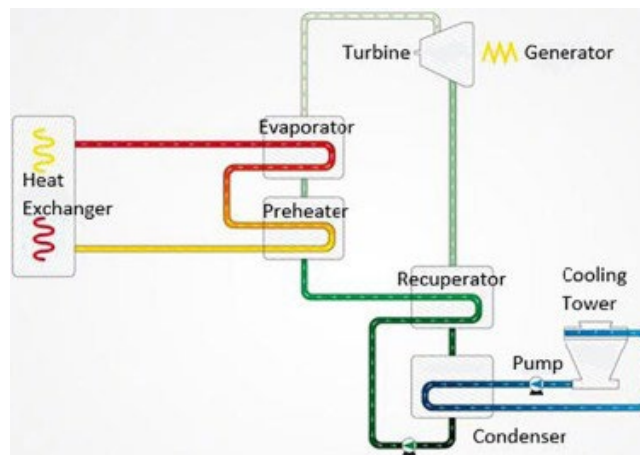 Turbine
Generator
Evaporator
Heat
Exchanger
Preheater
Recuperator
Cooling
Tower
Pump
Condenser